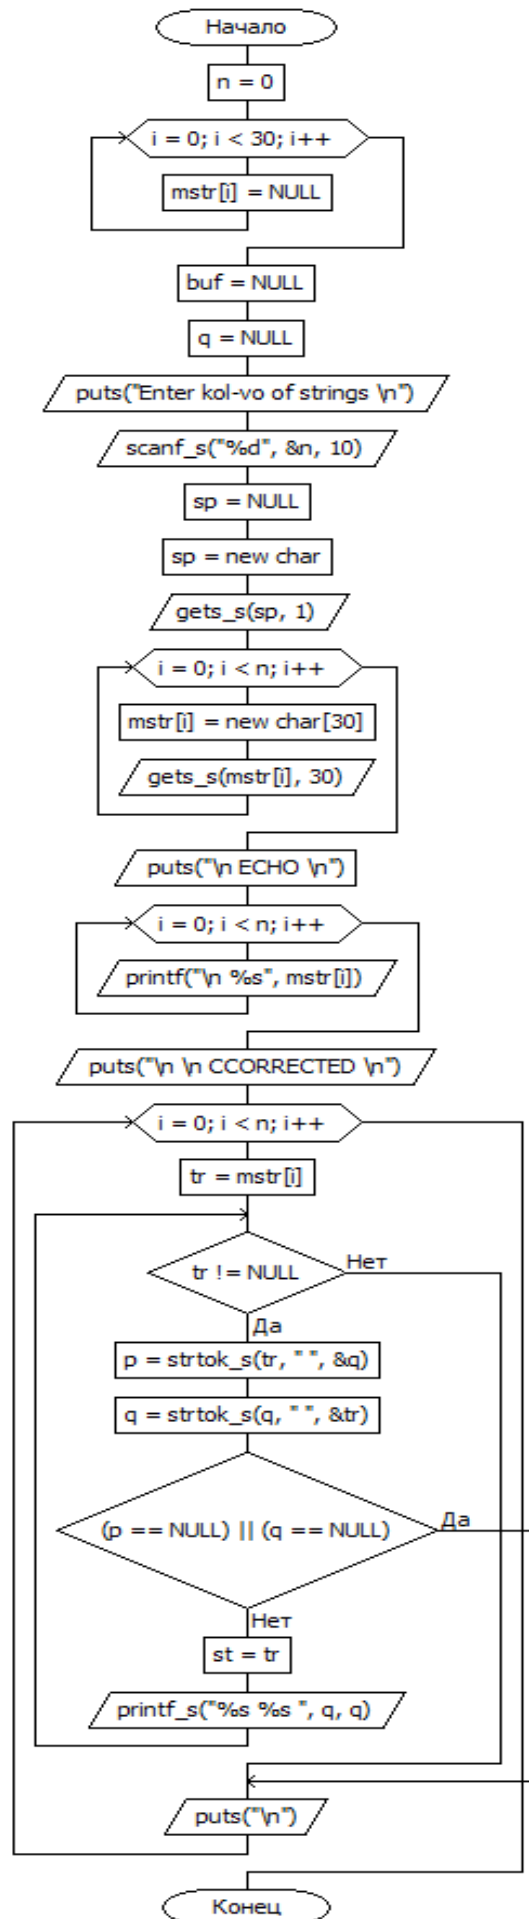 Начало
n = 0
i = 0; i < 30; i++
mstr[i] = NULL
buf = NULL
q = NULL
puts("Enter kol-vo of strings \n")
scanf_s("%d", &n, 10)
sp = NULL
sp = new char
gets_s(sp, 1)
i = 0; i < n; i++
mstr[i] = new char[30]
gets_s(mstr[i], 30)
puts("\n ECHO \n")
i = 0; i < n; i++
printf("\n %s", mstr[i])
puts("\n \n CCORRECTED \n")
i = 0; i < n; i++
tr = mstr[i]
tr != NULL
Нет
Да
p = strtok_s(tr, " ", &q)
q = strtok_s(q, " ", &tr)
(p == NULL) || (q == NULL)
Да
Нет
st = tr
printf_s("%s %s ", q, q)
puts("\n")
Конец